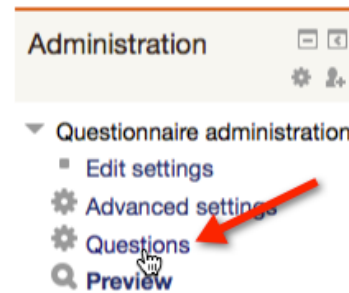 Administration
Questionnaire administration
Edit settings
Advanced settings
Questions
Preview